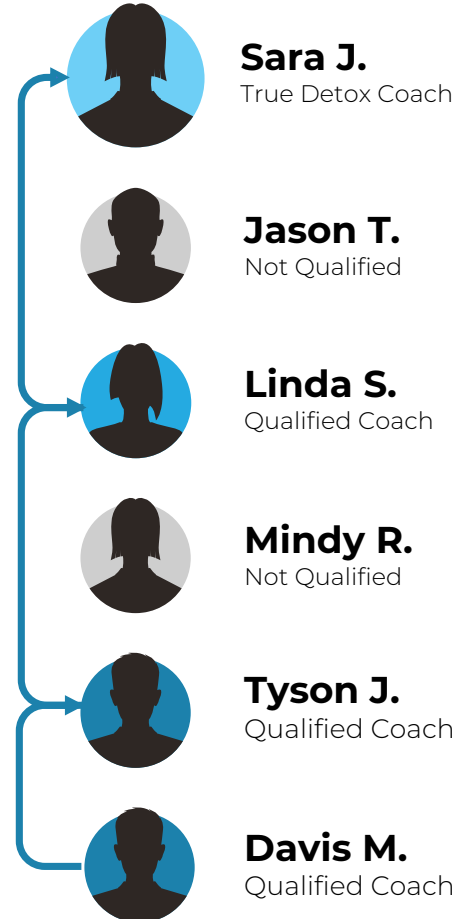 Sara J.
True Detox Coach
Jason T.
Not Qualified
Linda S.
Qualified Coach
Mindy R.
Not Qualified
Tyson J.
Qualified Coach
Davis M.
Qualified Coach